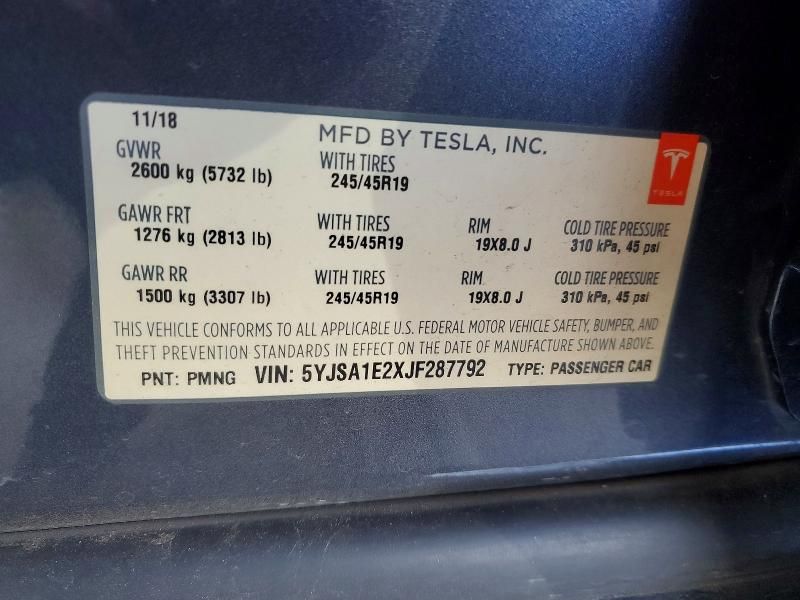 11/18
MFD BY TESLA, INC.
GVWR
2600 kg (5732 lb)
WITH TIRES
245/45R19
TESLA
GAWR FRT
1276 kg (2813 lb)
WITH TIRES
245/45R19
RIM
19X8.0 J
COLD TIRE PRESSURE
310 kPa, 45 psi
GAWR RR
1500 kg (3307 lb)
WITH TIRES
245/45R19
RIM
19X8.0 J
COLD TIRE PRESSURE
310 kPa, 45 psi
THIS VEHICLE CONFORMS TO ALL APPLICABLE U.S. FEDERAL MOTOR VEHICLE SAFETY, BUMPER, AND
THEFT PREVENTION STANDARDS IN EFFECT ON THE DATE OF MANUFACTURE SHOWN ABOVE.
PNT: PMNG VIN: 5YJSA1E2XJF287792 TYPE: PASSENGER CAR